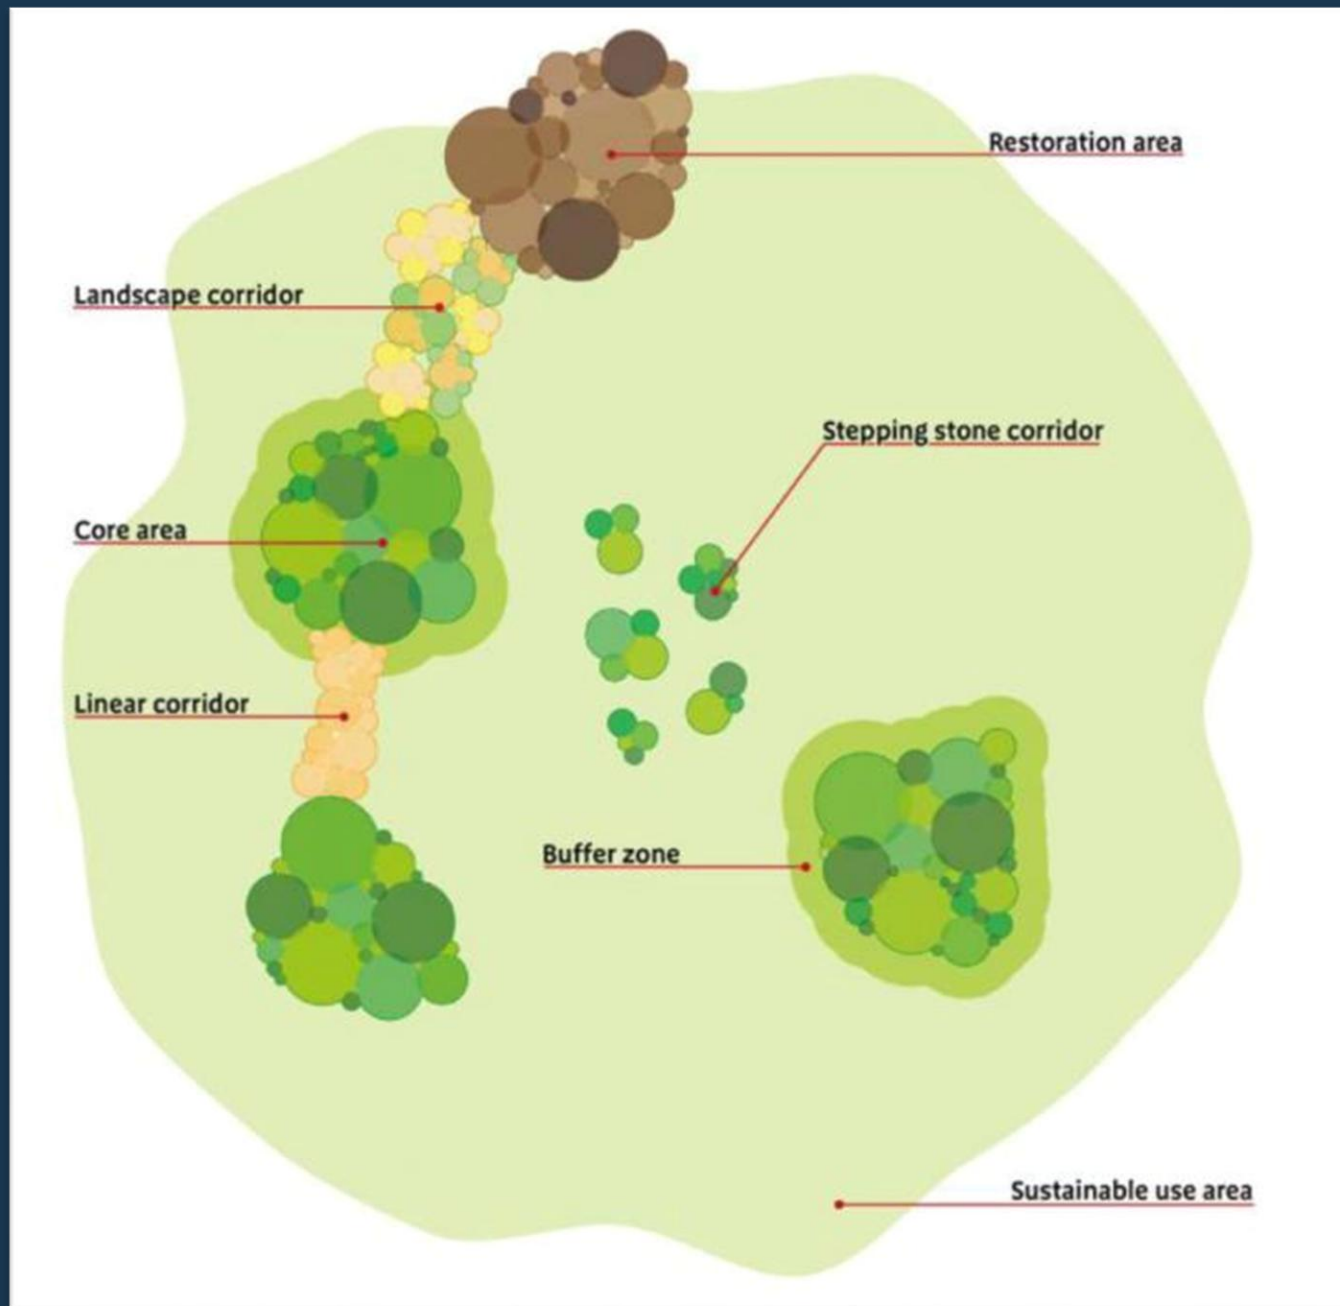 Restoration area
Landscape corridor
Stepping stone corridor
Core area
Linear corridor
Buffer zone
Sustainable use area